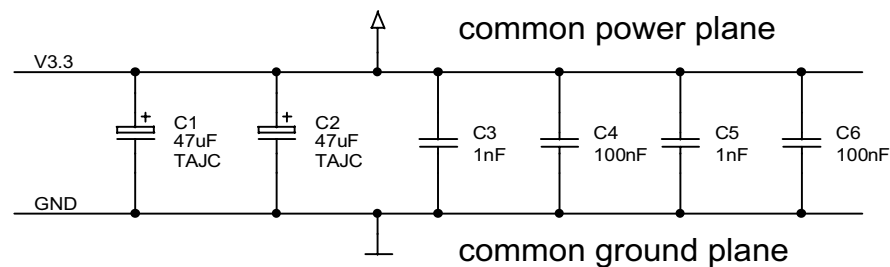 common power plane
V3.3
+
C1
47uF
TAJC
+
C2
47uF
TAJC
C3
1nF
C4
100nF
C5
1nF
C6
100nF
GND
common ground plane